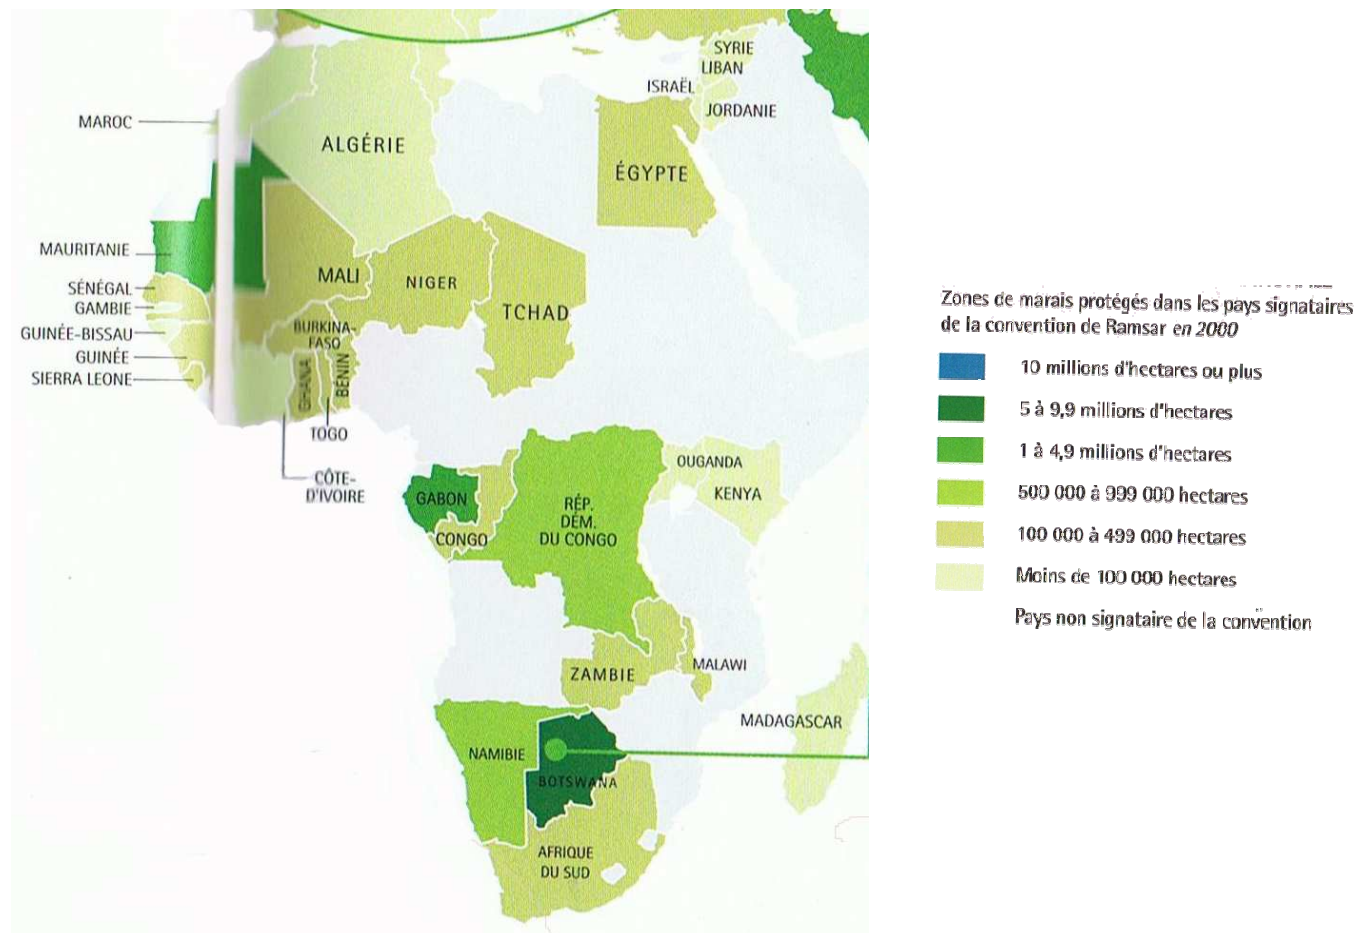 SYRIE
LIBAN
ISRAËL
JORDANIE
MAROC
ALGÉRIE
ÉGYPTE
MAURITANIE
MALI
NIGER
TCHAD
SÉNÉGAL
GAMBIE
GUINÉE-BISSAU
GUINÉE
SIERRA LEONE
BURKINA-
FASO
GHANA
BÉNIN
TOGO
CÔTE-
D'IVOIRE
GABON
CONGO
RÉP.
DÉM.
DU CONGO
OUGANDA
KENYA
ZAMBIE
MALAWI
MADAGASCAR
NAMIBIE
BOTSWANA
AFRIQUE
DU SUD
Zones de marais protégés dans les pays signataires
de la convention de Ramsar en 2000
10 millions d'hectares ou plus
5 à 9,9 millions d'hectares
1 à 4,9 millions d'hectares
500 000 à 999 000 hectares
100 000 à 499 000 hectares
Moins de 100 000 hectares
Pays non signataire de la convention